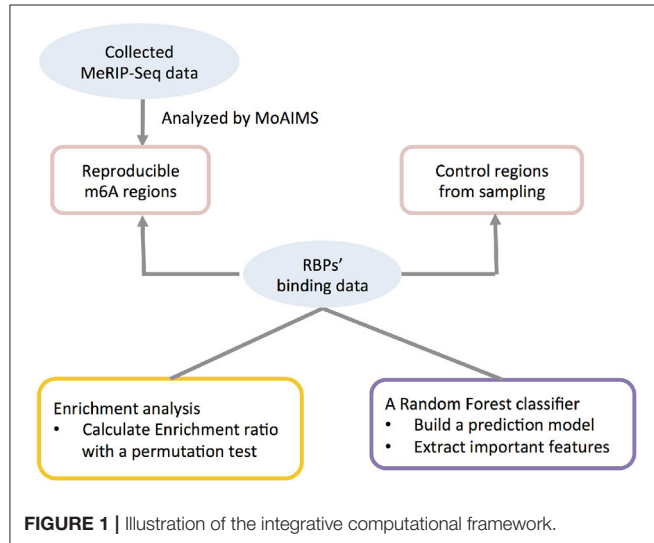 Collected
MeRIP-Seq data
Analyzed by MoAIMS
Reproducible
m6A regions
Control regions
from sampling
RBPs'
binding data
Enrichment analysis
• Calculate Enrichment ratio
with a permutation test
A Random Forest classifier
• Build a prediction model
• Extract important features
FIGURE 1 | Illustration of the integrative computational framework.